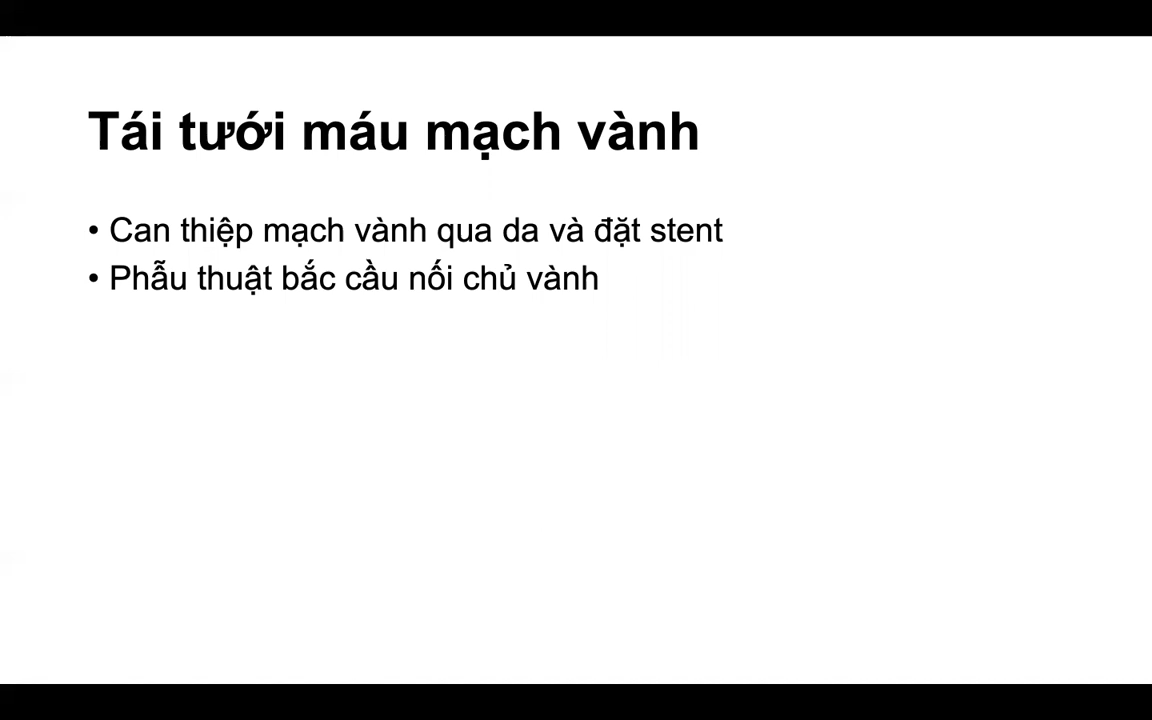 Tái tưới máu mạch vành
• Can thiệp mạch vành qua da và đặt stent
• Phẫu thuật bắc cầu nối chủ vành